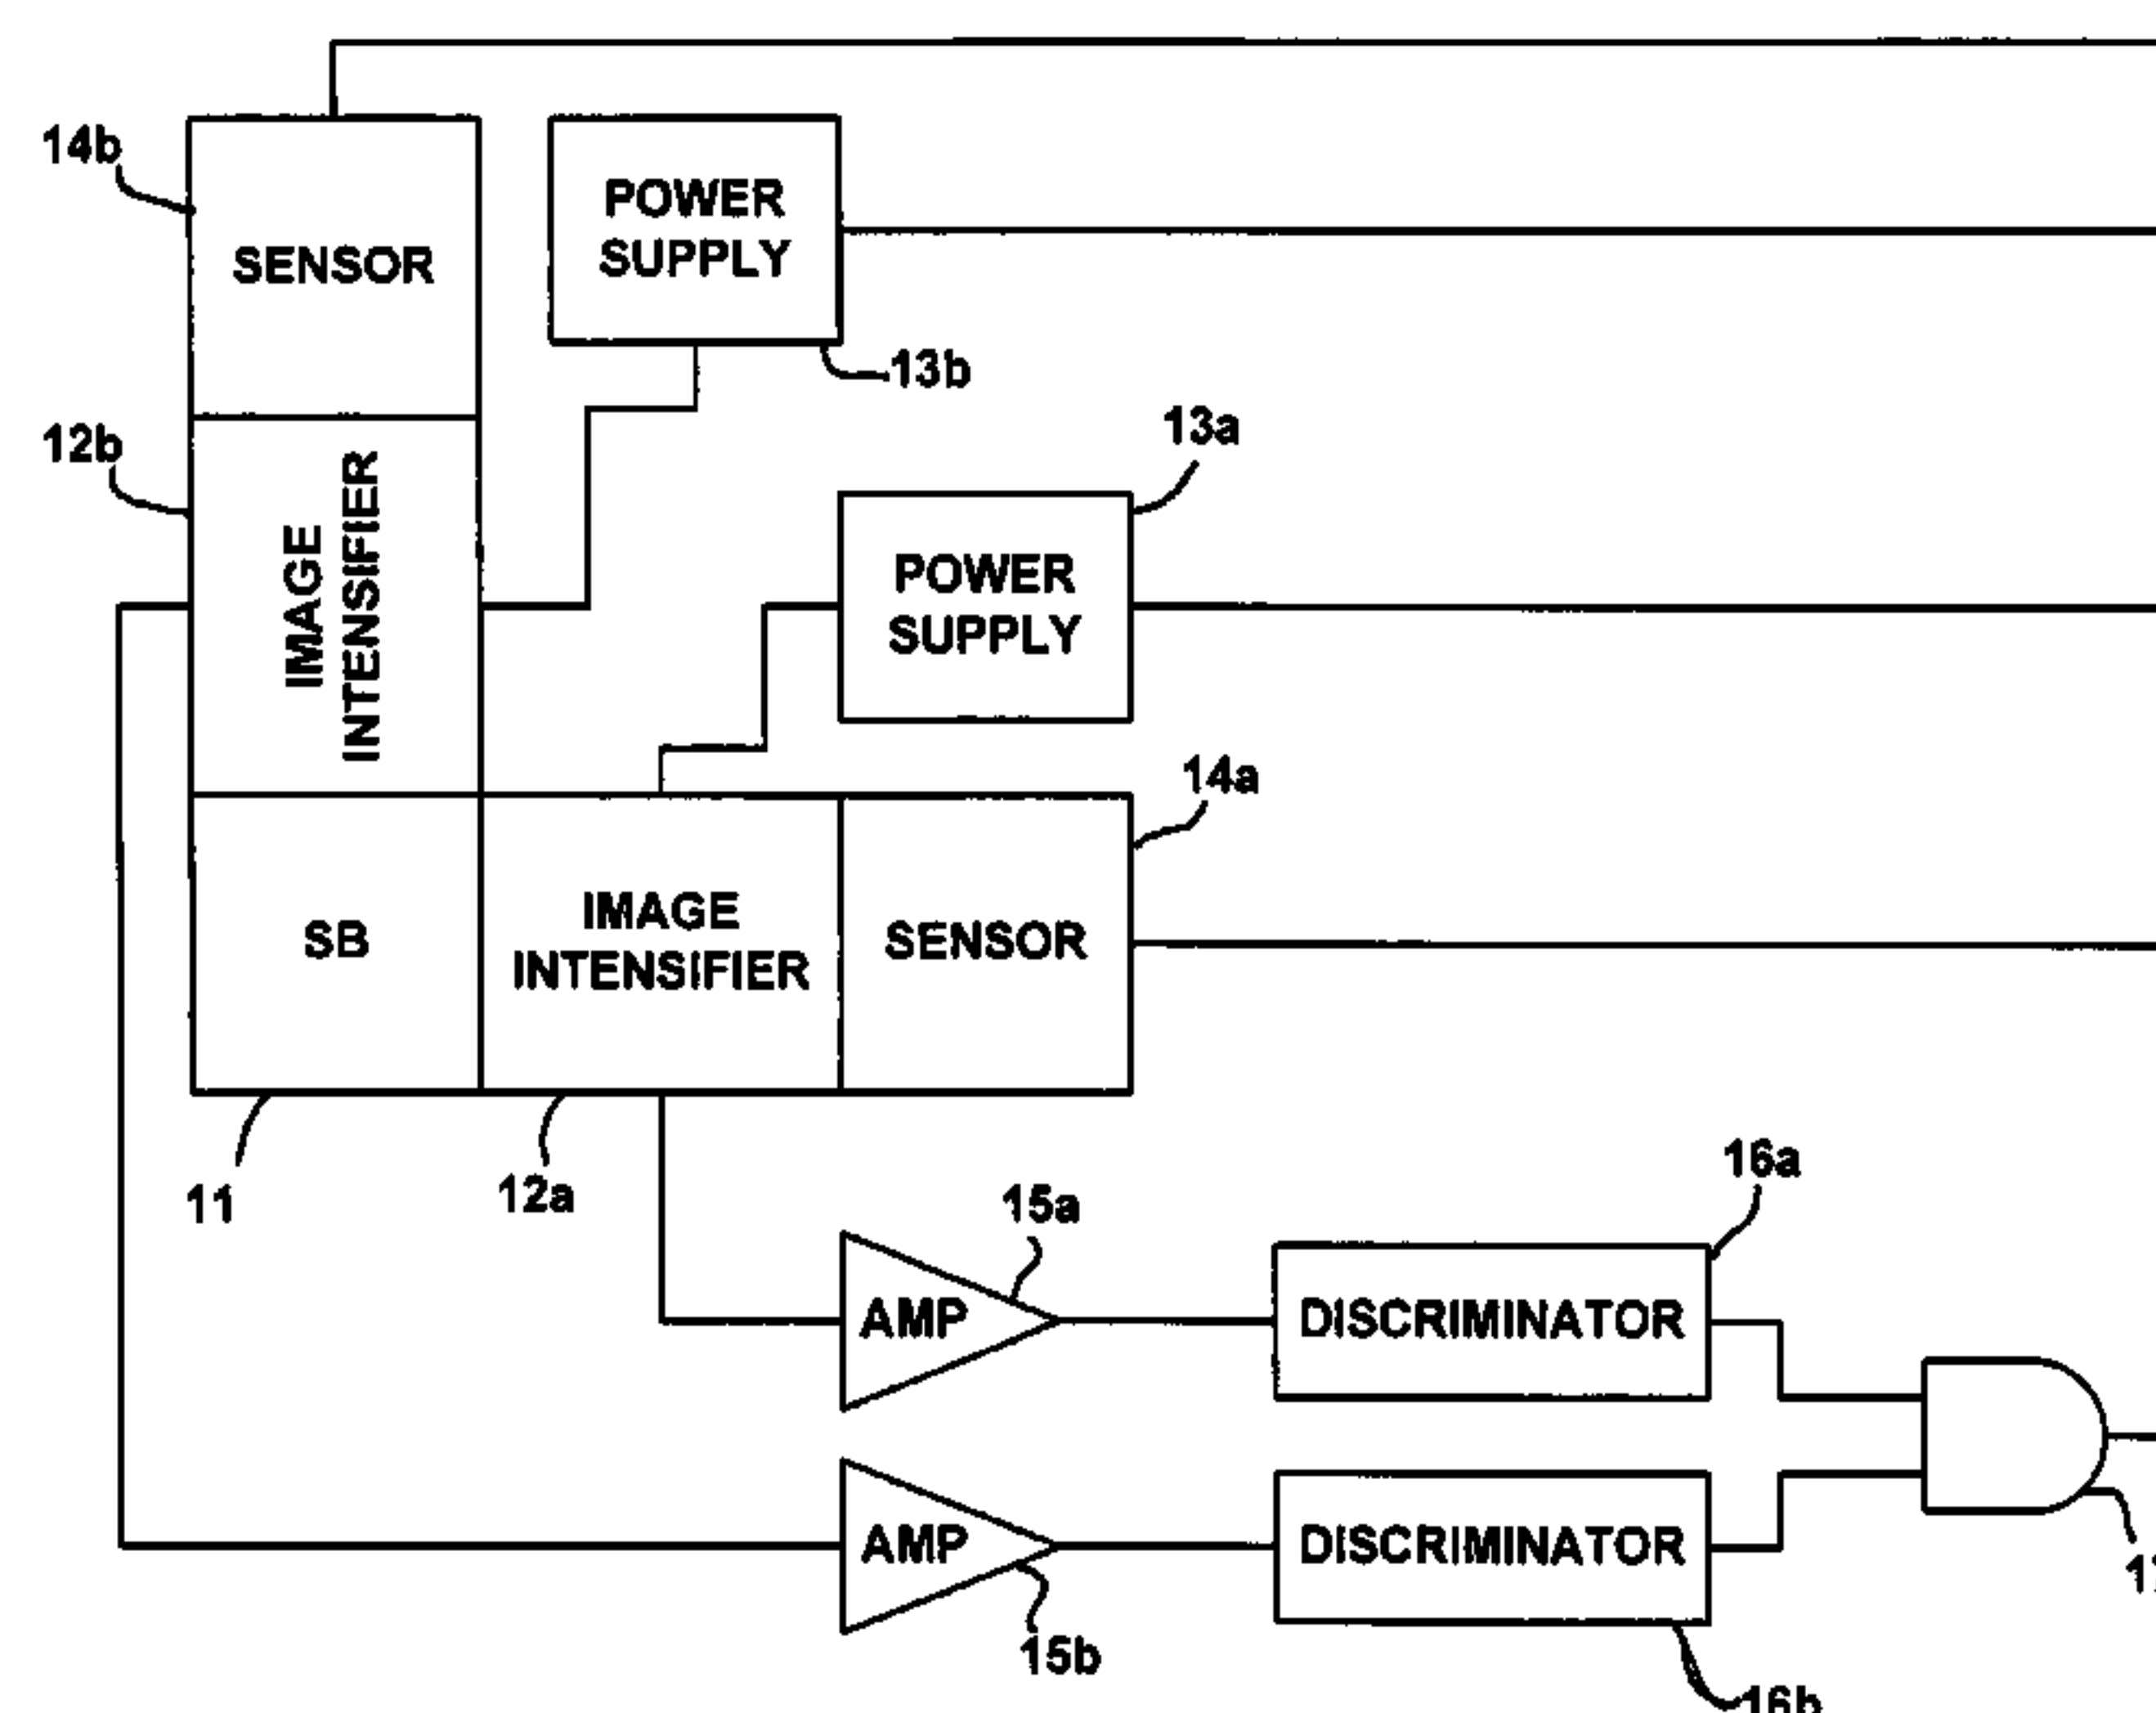 14b
SENSOR
POWER
SUPPLY
13b
12b
IMAGE
INTENSIFIER
13a
POWER
SUPPLY
14a
SB
IMAGE
INTENSIFIER
SENSOR
11
12a
15a
16a
AMP
DISCRIMINATOR
AMP
DISCRIMINATOR
15b
16b